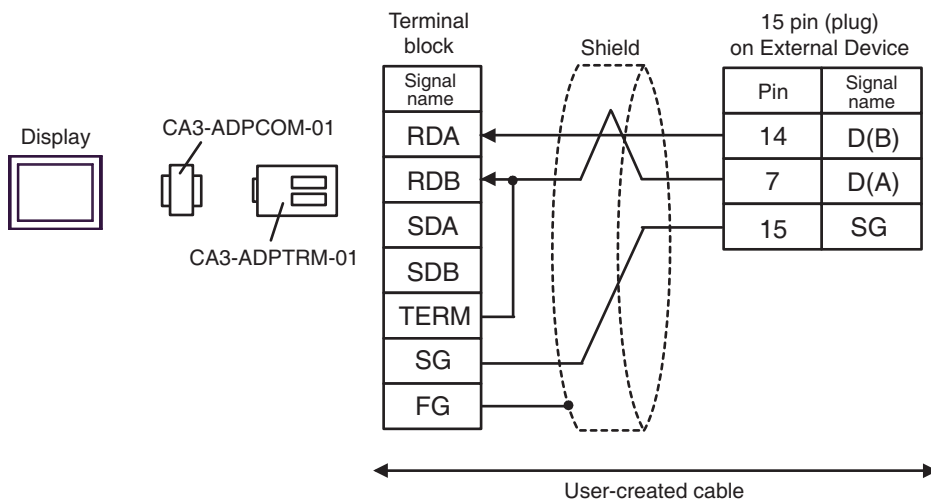 Terminal
block
Shield
15 pin (plug)
on External Device
Display
CA3-ADPCOM-01
CA3-ADPTRM-01
Signal
name
RDA
RDB
SDA
SDB
TERM
SG
FG
Pin
Signal
name
14
D(B)
7
D(A)
15
SG
User-created cable